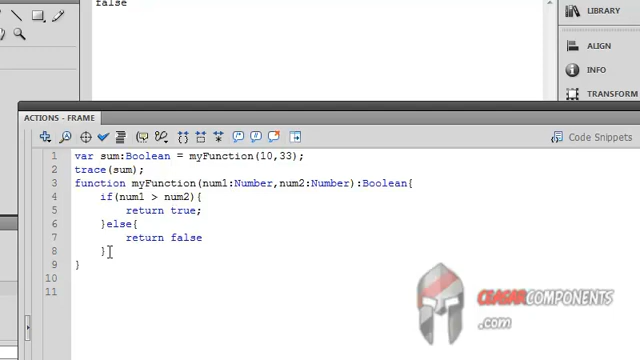 false
LIBRARY
ALIGN
INFO
TRANSFORM
ACTIONS - FRAME
Code Snippets
1 var sum:Boolean = myFunction(10,33);
2 trace(sum);
3 function myFunction(num1:Number,num2:Number):Boolean{
4 if(num1 > num2){
5 return true;
6 }else{
7 return false
8 }
9 }
10
11
CEASARCOMPONENTS
.com